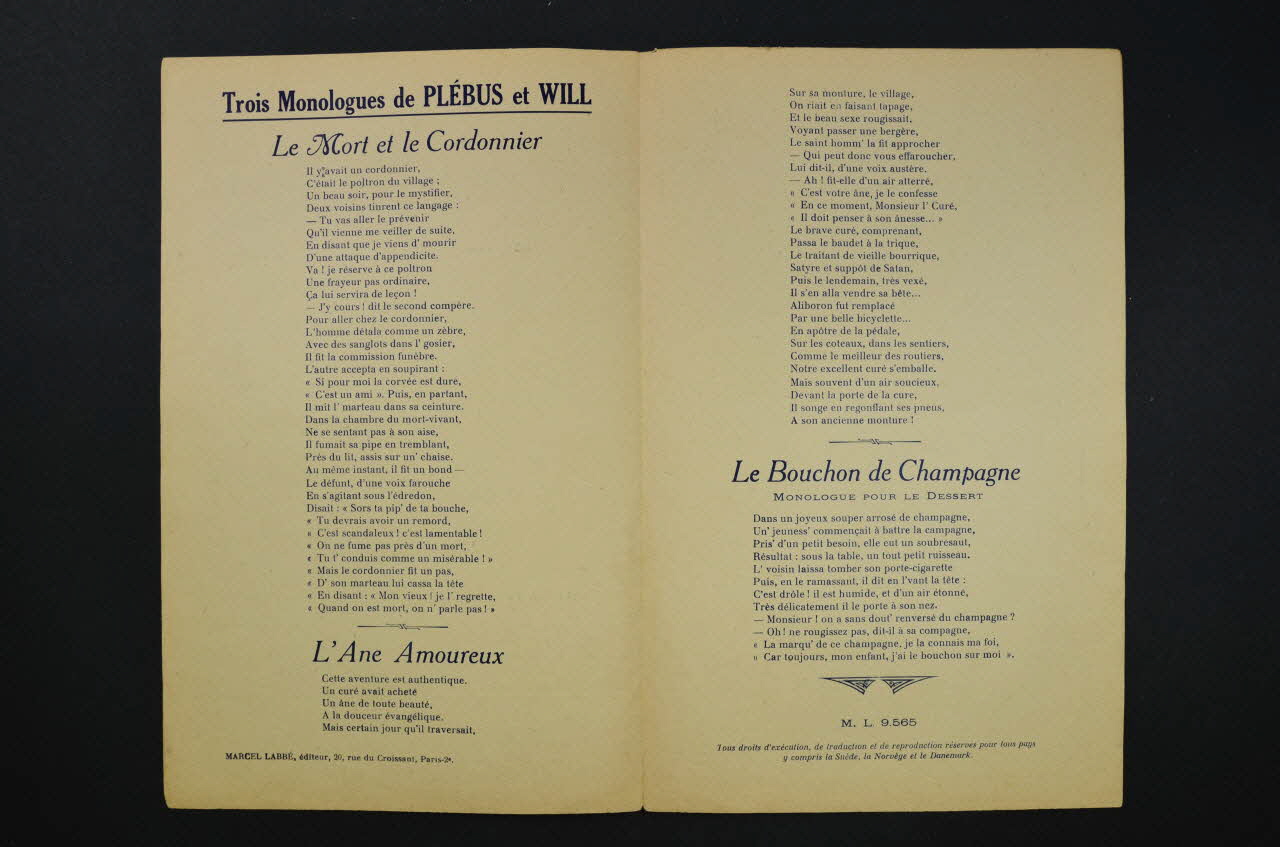 Trois Monologues de PLÉBUS et WILL
Le Mort et le Cordonnier
Il y avait un cordonnier,
C'était le poltron du village ;
Un beau soir, pour le mystifier,
Deux voisins tinrent ce langage :
— Tu vas aller le prévenir
Qu'il vienne me veiller de suite,
En disant que je viens d' mourir
D'une attaque d'appendicite.
Va ! je réserve à ce poltron
Une frayeur pas ordinaire,
Ça lui servira de leçon !
— J'y cours ! dit le second compère.
Pour aller chez le cordonnier,
L'homme détala comme un zèbre,
Avec des sanglots dans l' gosier,
Il fit la commission funèbre.
L'autre accepta en soupirant :
« Si pour moi la corvée est dure,
« C'est un ami ». Puis, en partant,
Il mit l' marteau dans sa ceinture.
Dans la chambre du mort-vivant,
Ne se sentant pas à son aise,
Il fumait sa pipe en tremblant,
Près du lit, assis sur un' chaise.
Au même instant, il fit un bond —
Le défunt, d'une voix farouche
En s'agitant sous l'édredon,
Disait : « Sors ta pip' de ta bouche,
« Tu devrais avoir un remord,
« C'est scandaleux ! c'est lamentable !
« On ne fume pas près d'un mort,
« Tu t' conduis comme un misérable ! »
« Mais le cordonnier fit un pas,
« D' son marteau lui cassa la tête
« En disant : « Mon vieux ! je l' regrette,
« Quand on est mort, on n' parle pas ! »
L'Ane Amoureux
Cette aventure est authentique.
Un curé avait acheté
Un âne de toute beauté,
A la douceur évangélique.
Mais certain jour qu'il traversait,
MARCEL LABBÉ, éditeur, 20, rue du Croissant, Paris-2e.
Sur sa monture, le village,
On riait en faisant tapage,
Et le beau sexe rougissait,
Voyant passer une bergère,
Le saint homm' la fit approcher
— Qui peut donc vous effaroucher,
Lui dit-il, d'une voix austère.
— Ah ! fit-elle d'un air atterré,
« C'est votre âne, je le confesse
« En ce moment, Monsieur l' Curé,
« Il doit penser à son ânesse... »
Le brave curé, comprenant,
Passa le baudet à la trique,
Le traitant de vieille bourrique,
Satyre et suppôt de Satan,
Puis le lendemain, très vexé,
Il s'en alla vendre sa bête...
Aliboron fut remplacé
Par une belle bicyclette...
En apôtre de la pédale,
Sur les coteaux, dans les sentiers,
Comme le meilleur des routiers,
Notre excellent curé s'emballe.
Mais souvent d'un air soucieux,
Devant la porte de la cure,
Il songe en regonflant ses pneus,
A son ancienne monture !
Le Bouchon de Champagne
MONOLOGUE POUR LE DESSERT
Dans un joyeux souper arrosé de champagne,
Un' jeuness' commençait à battre la campagne,
Pris' d'un petit besoin, elle eut un soubresaut,
Résultat : sous la table, un tout petit ruisseau.
L' voisin laissa tomber son porte-cigarette
Puis, en le ramassant, il dit en l'vant la tête :
C'est drôle ! il est humide, et d'un air étonné,
Très délicatement il le porte à son nez.
— Monsieur ! on a sans dout' renversé du champagne ?
— Oh ! ne rougissez pas, dit-il à sa compagne,
« La marqu' de ce champagne, je la connais ma foi,
« Car toujours, mon enfant, j'ai le bouchon sur moi ».
M. L 9.565
Tous droits d'exécution, de traduction et de reproduction réservés pour tous pays
y compris la Suède, la Norvège et le Danemark.